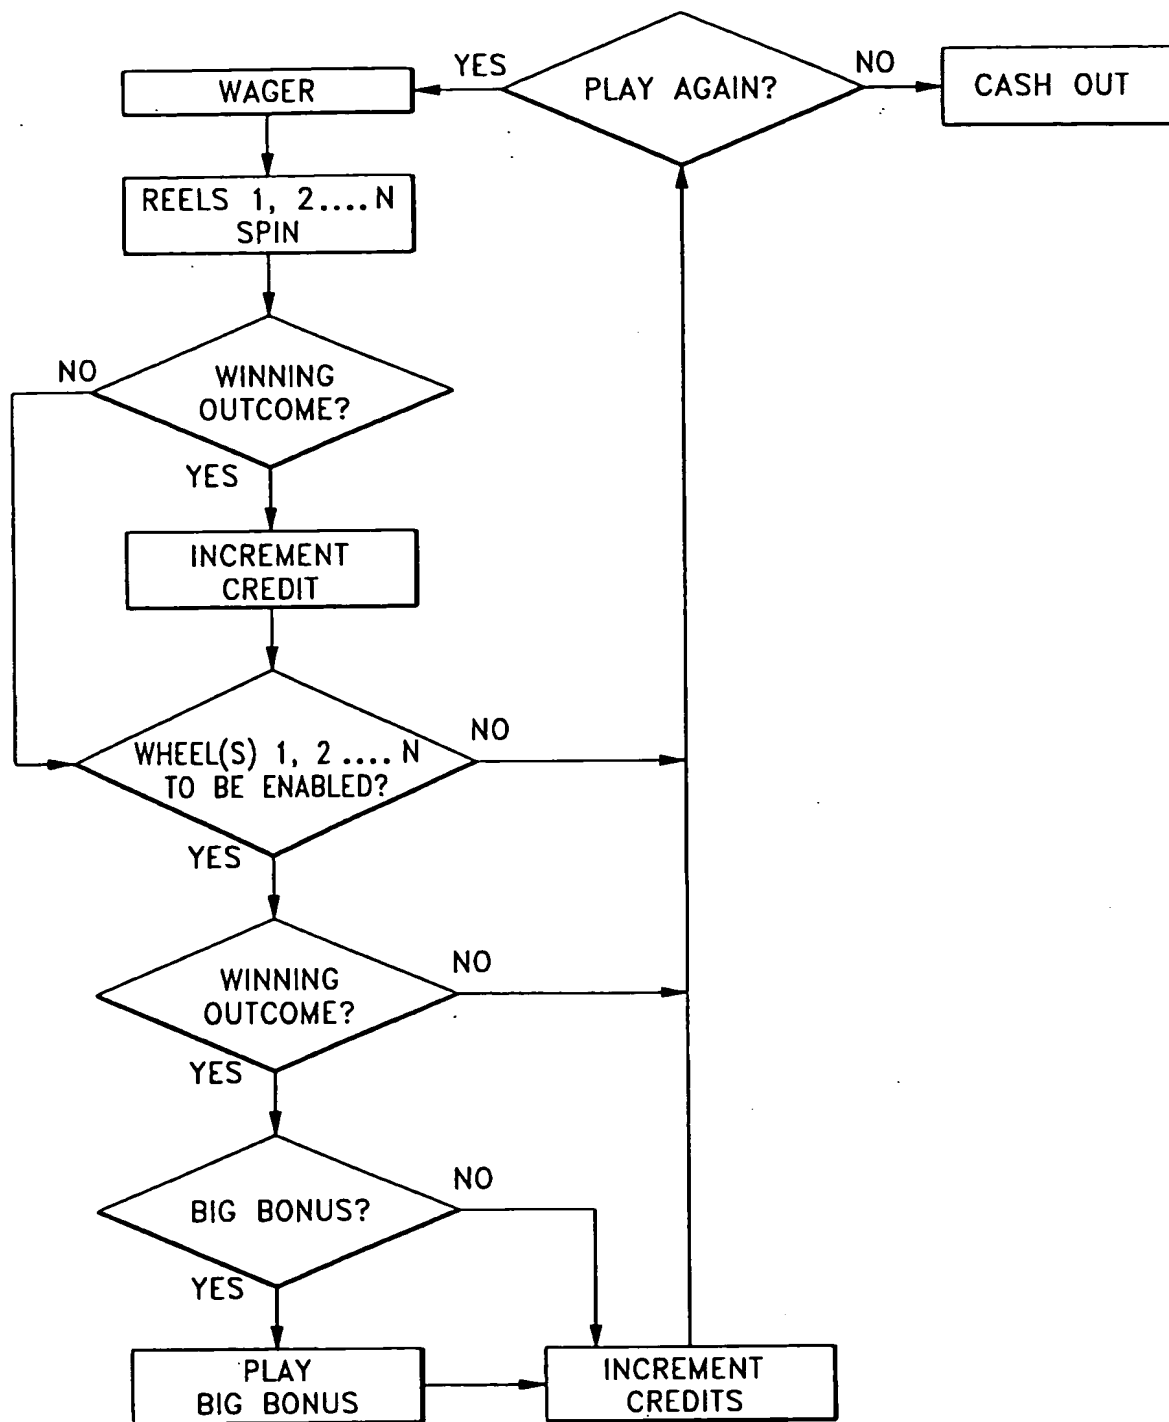 YES
NO
WAGER
PLAY AGAIN?
CASH OUT
REELS 1, 2.... N
SPIN
NO
WINNING
OUTCOME?
YES
INCREMENT
CREDIT
NO
WHEEL(S) 1, 2 .... N
TO BE ENABLED?
YES
NO
WINNING
OUTCOME?
YES
NO
BIG BONUS?
YES
PLAY
BIG BONUS
INCREMENT
CREDITS